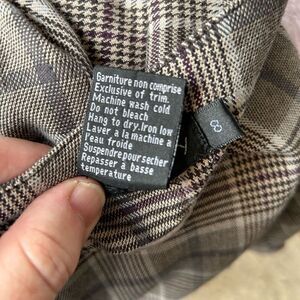 Garniture non comprise
Exclusive of trim.
Machine wash cold
Do not bleach
Hang to dry.Iron low
Laver a la machine a
l'eau froide
Suspendre pour secher
Repasser a basse
temperature
8